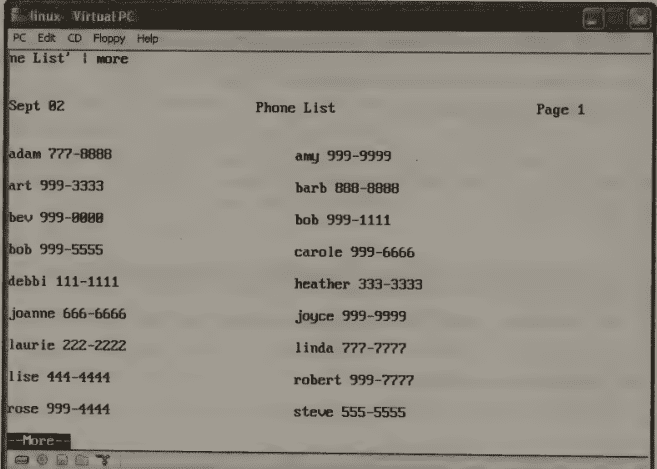 linux - Virtual PC
PC Edit CD Floppy Help
ne List' | more
Sept 02 Phone List Page 1
adam 777-8888 amy 999-9999
art 999-3333 barb 888-8888
bev 999-0000 bob 999-1111
bob 999-5555 carole 999-6666
debbi 111-1111 heather 333-3333
joanne 666-6666 joyce 999-9999
laurie 222-2222 linda 777-7777
lise 444-4444 robert 999-7777
rose 999-4444 steve 555-5555
--More--